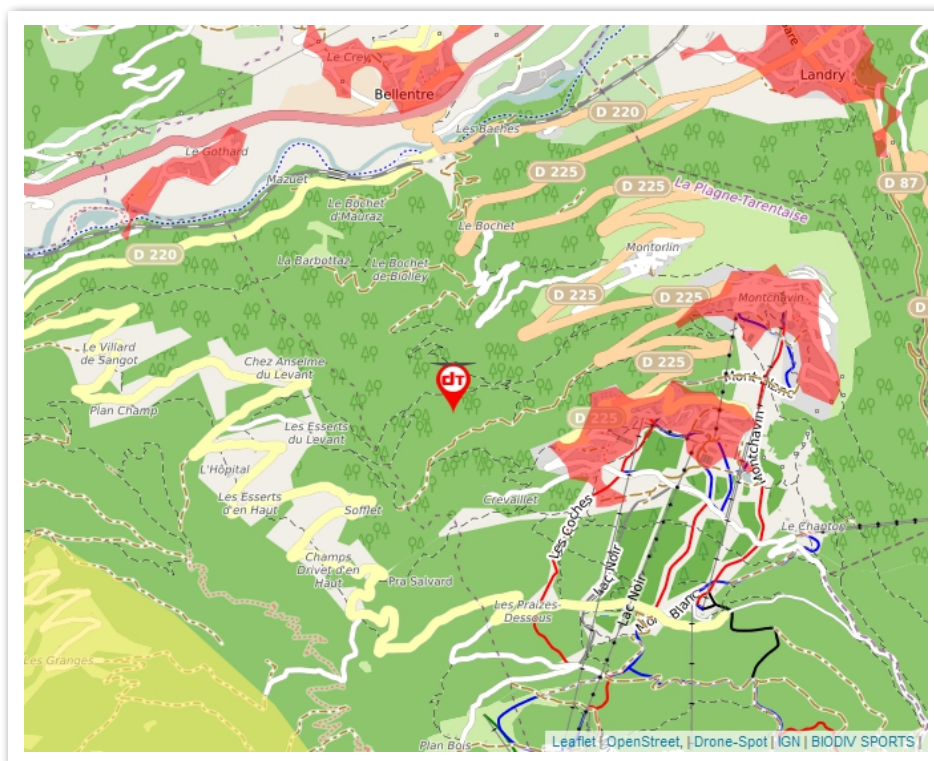 Le Crey
Bellentre
Landry
Les Baches
D 220
Le Gothard
Mazuet
D 225
D 225
D 87
La Plagne-Tarentaise
Le Bochet
d'Mauraz
Le Bochet
D 220
La Barbottaz
Le Bochet
de Biolley
Montorlin
D 225
D 225
Montchavin
Le Villard
de Sangot
Chez Anselme
du Levant
D 225
Plan Champ
D 225
Les Esserts
du Levant
Montchavin
L'Hôpital
Les Esserts
d'en Haut
Sofflet
Crevaillet
Les Coches
Le Chanton
Champs
Drivet d'en
Haut
Pra Salvard
Lac Noir
Lac Noir
Blanc
Les Praizes-
Dessous
Les Granges
Plan Bois
Leaflet | OpenStreet, | Drone-Spot | IGN | BIODIV SPORTS |